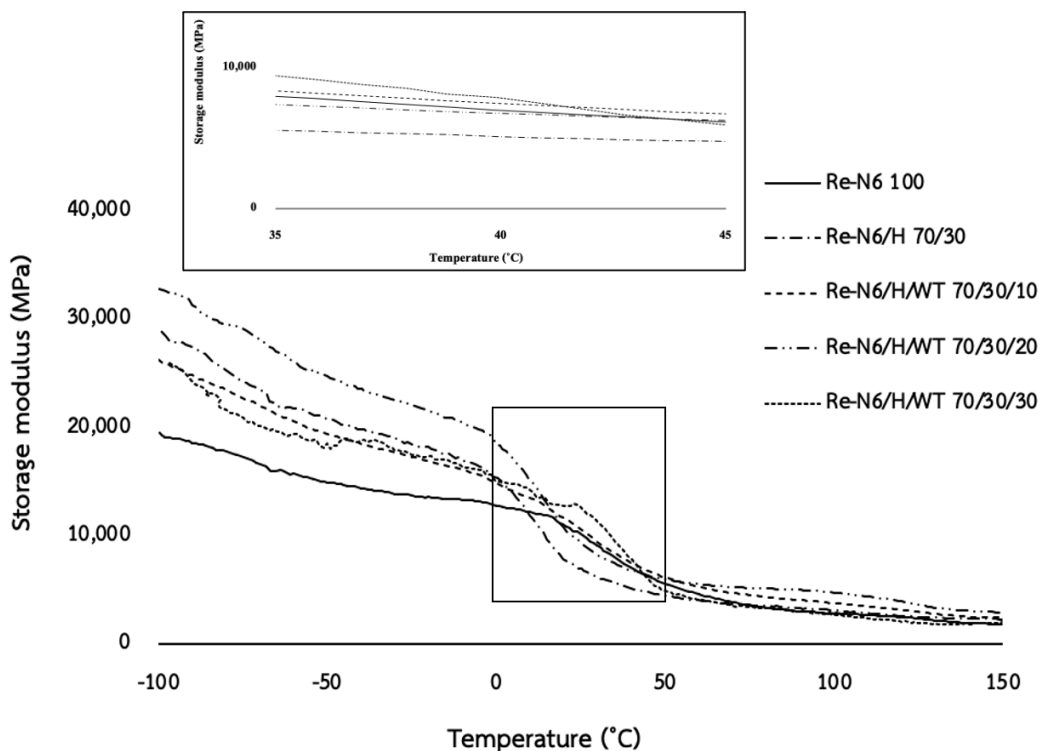 Storage modulus (MPa)
10,000
0
35
40
45
Temperature (˚C)
Re-N6 100
Re-N6/H 70/30
Re-N6/H/WT 70/30/10
Re-N6/H/WT 70/30/20
Re-N6/H/WT 70/30/30
Storage modulus (MPa)
40,000
30,000
20,000
10,000
0
-100
-50
0
50
100
150
Temperature (˚C)